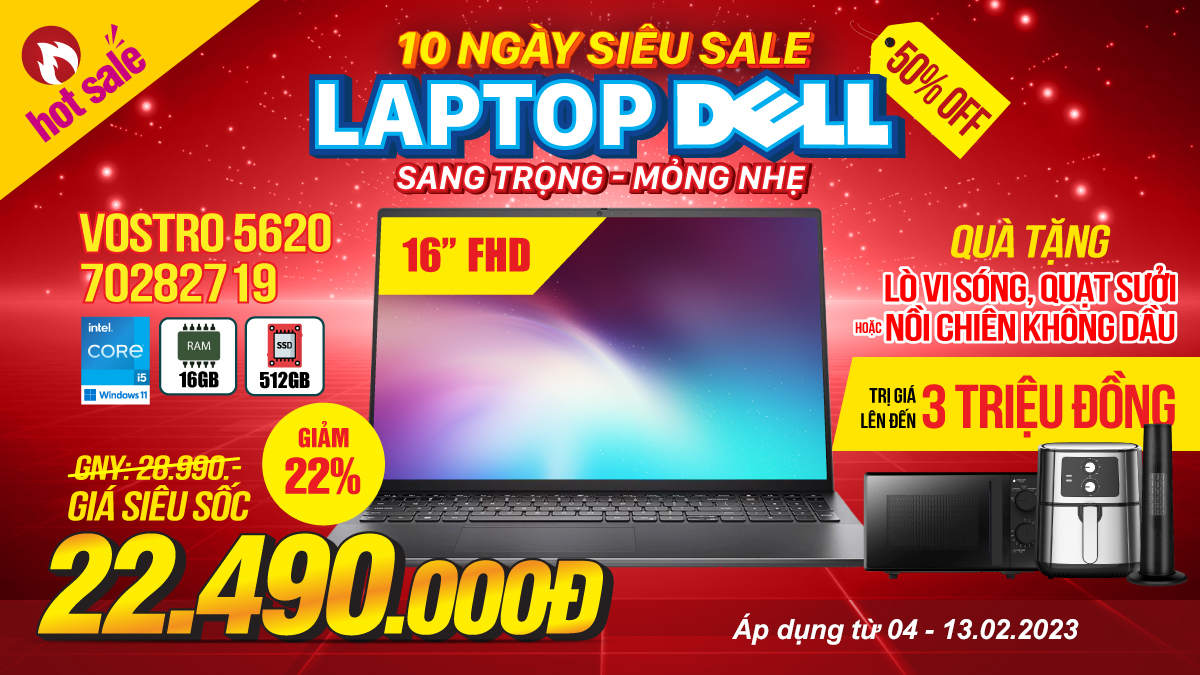 hot sale
10 NGÀY SIÊU SALE
LAPTOP DELL
SANG TRỌNG - MỎNG NHẸ
50% OFF
VOSTRO 5620
70282719
intel.
CORE
i5
Windows 11
RAM
16GB
SSD
512GB
16” FHD
QUÀ TẶNG
LÒ VI SÓNG, QUẠT SƯỞI
HOẶC NỒI CHIÊN KHÔNG DẦU
TRỊ GIÁ
LÊN ĐẾN 3 TRIỆU ĐỒNG
GIẢM
22%
GNY: 28.990.-
GIÁ SIÊU SỐC
22.490.000Đ
Áp dụng từ 04 - 13.02.2023